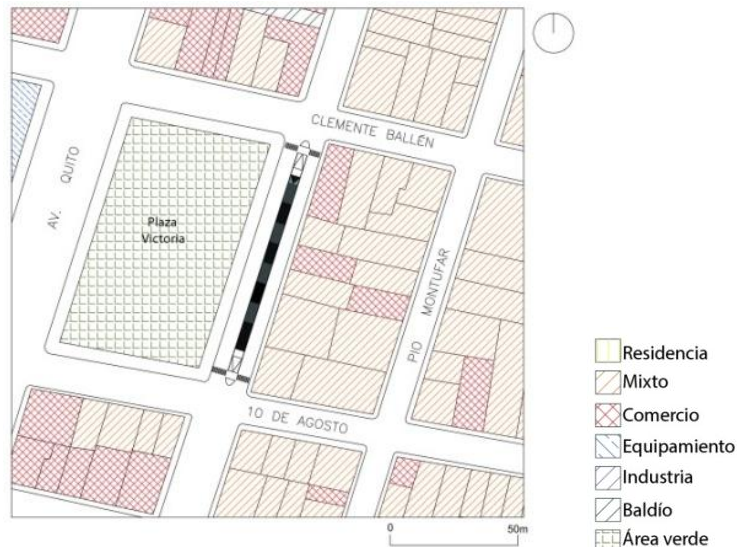 CLEMENTE BALLÉN
AV. QUITO
Plaza
Victoria
PIO MONTUFAR
10 DE AGOSTO
0 50m
Residencia
Mixto
Comercio
Equipamiento
Industria
Baldío
Área verde